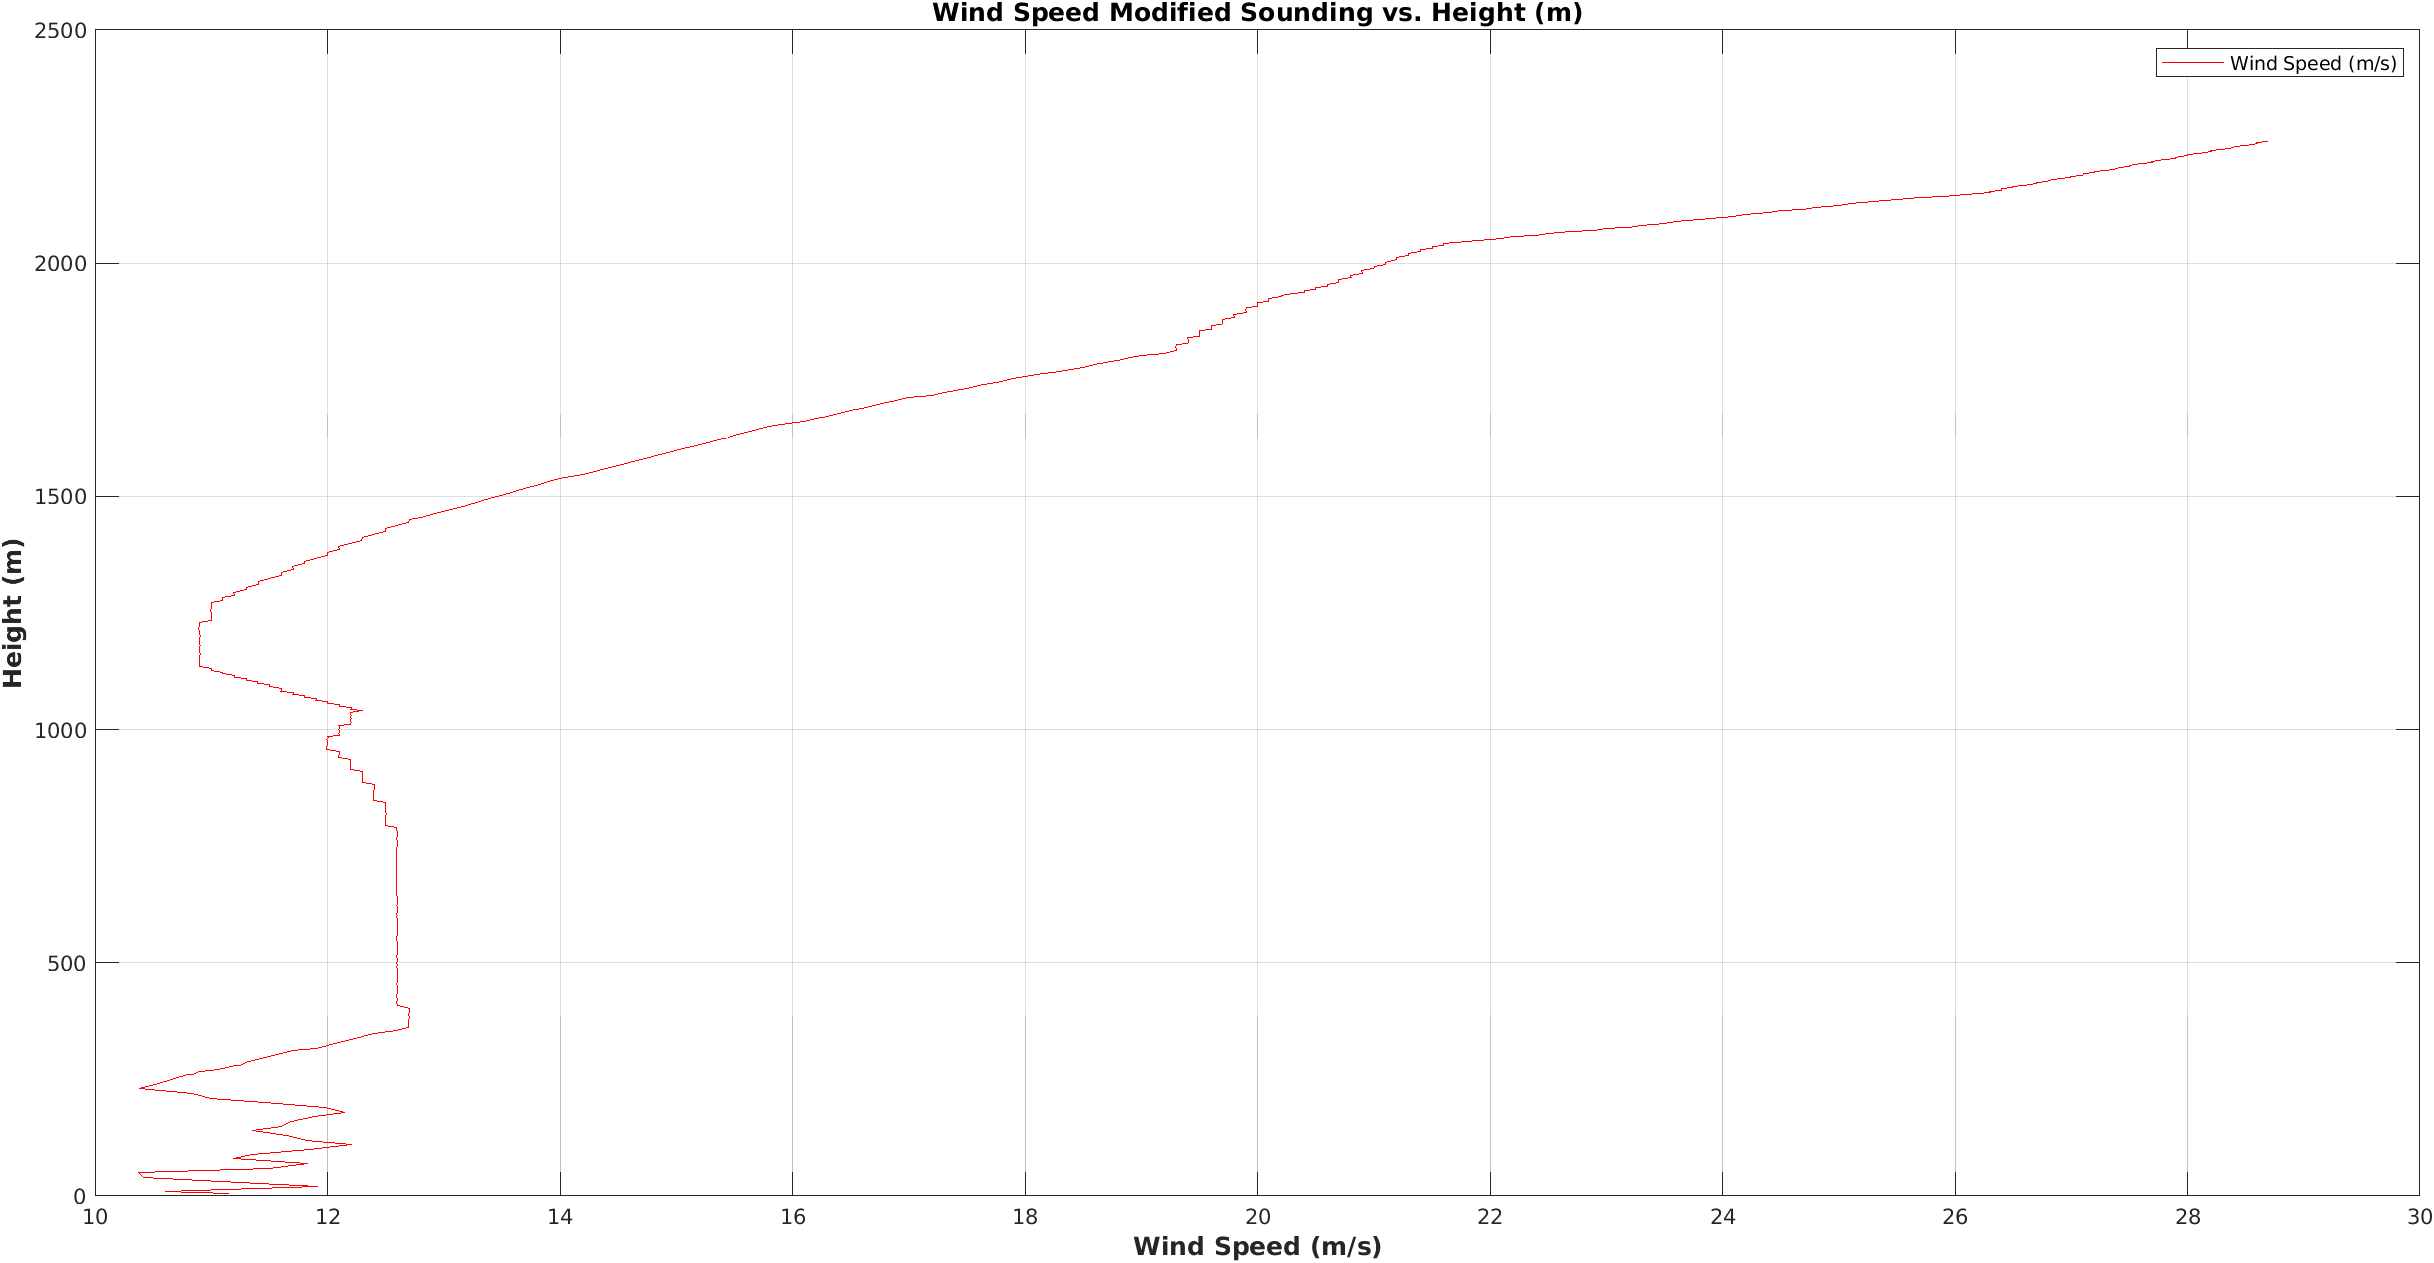 Wind Speed Modified Sounding vs. Height (m)
2500
Wind Speed (m/s)
2000
1500
Height (m)
1000
500
0
10 12 14 16 18 20 22 24 26 28 30
Wind Speed (m/s)